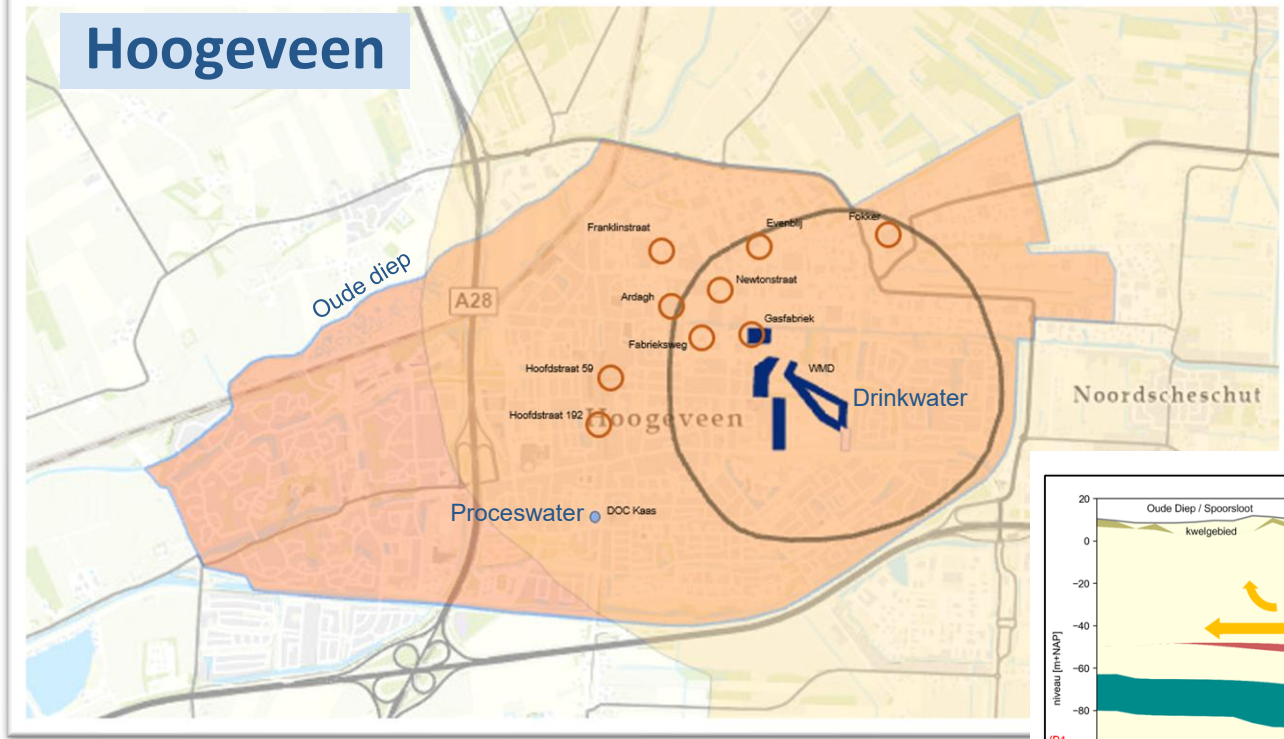 Hoogeveen
Oude diep
A28
Franklinstraat
Evenblij
Fokker
Newtonstraat
Ardagh
Gasfabriek
Fabrieksweg
Hoofdstraat 59
WMD
Drinkwater
Hoofdstraat 192
Hoogeveen
Noordscheschut
Proceswater
DOC Kaas
20
Oude Diep / Spoorsloot
kwelgebied
0
−20
−40
−60
−80
niveau [m+NAP]